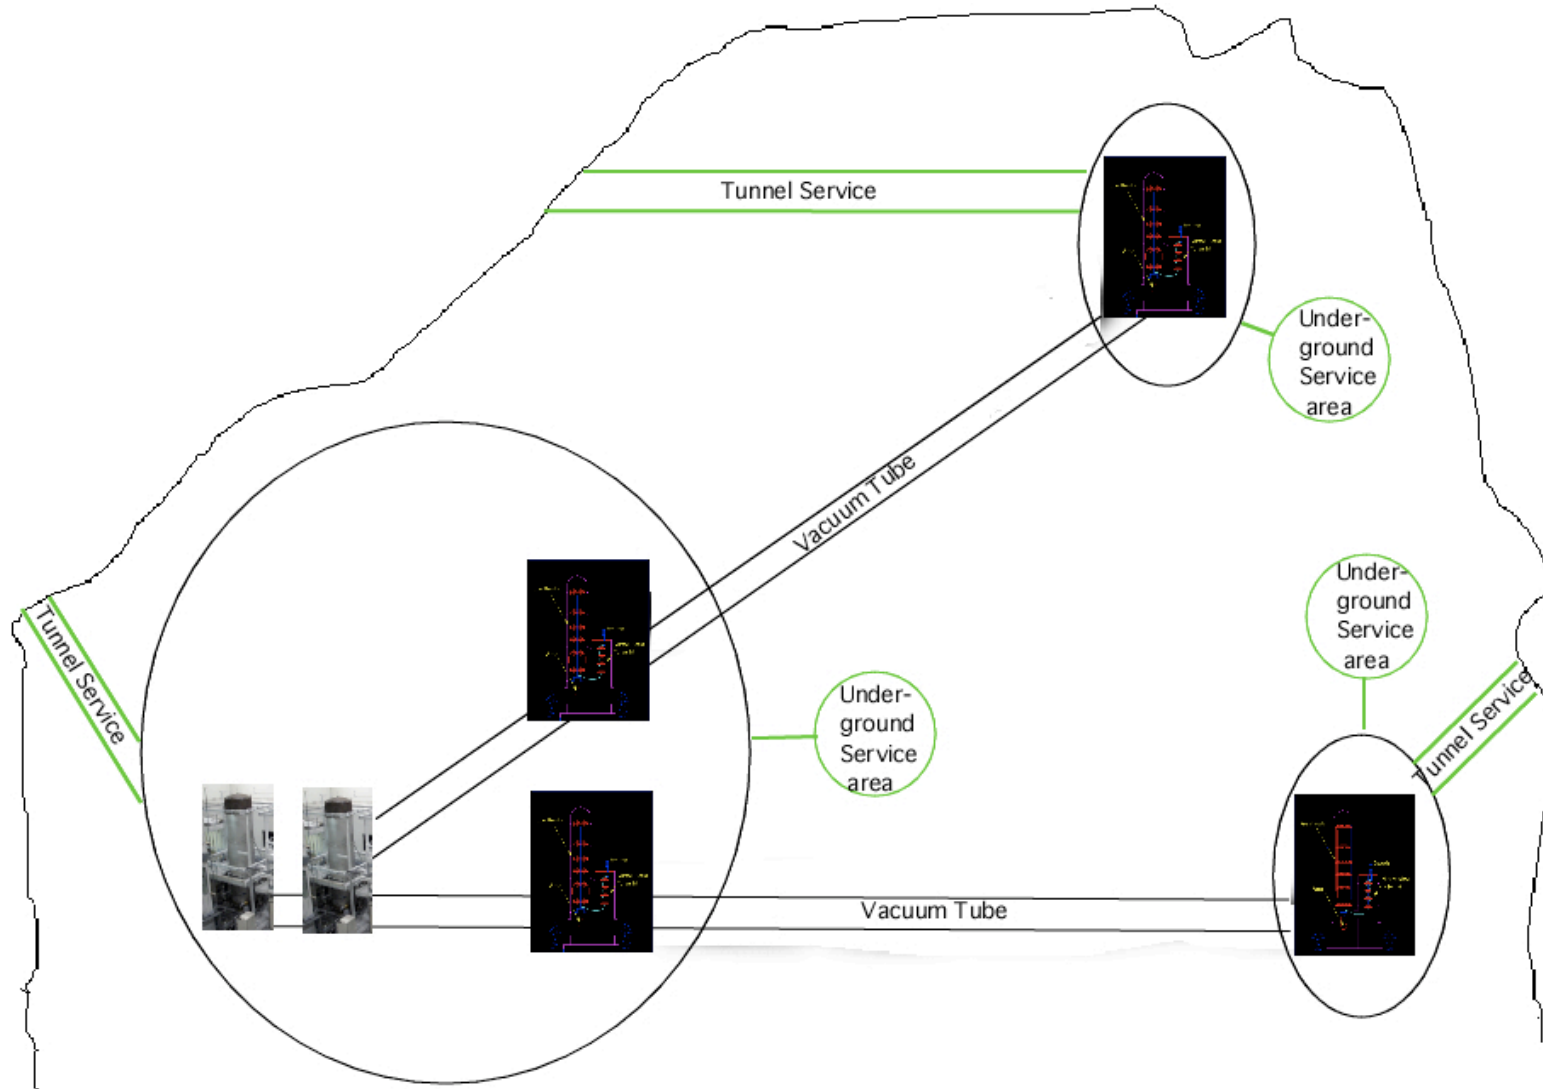 Tunnel Service
Under-
ground
Service
area
Vacuum Tube
Under-
ground
Service
area
Tunnel Service
Tunnel Service
Under-
ground
Service
area
Vacuum Tube